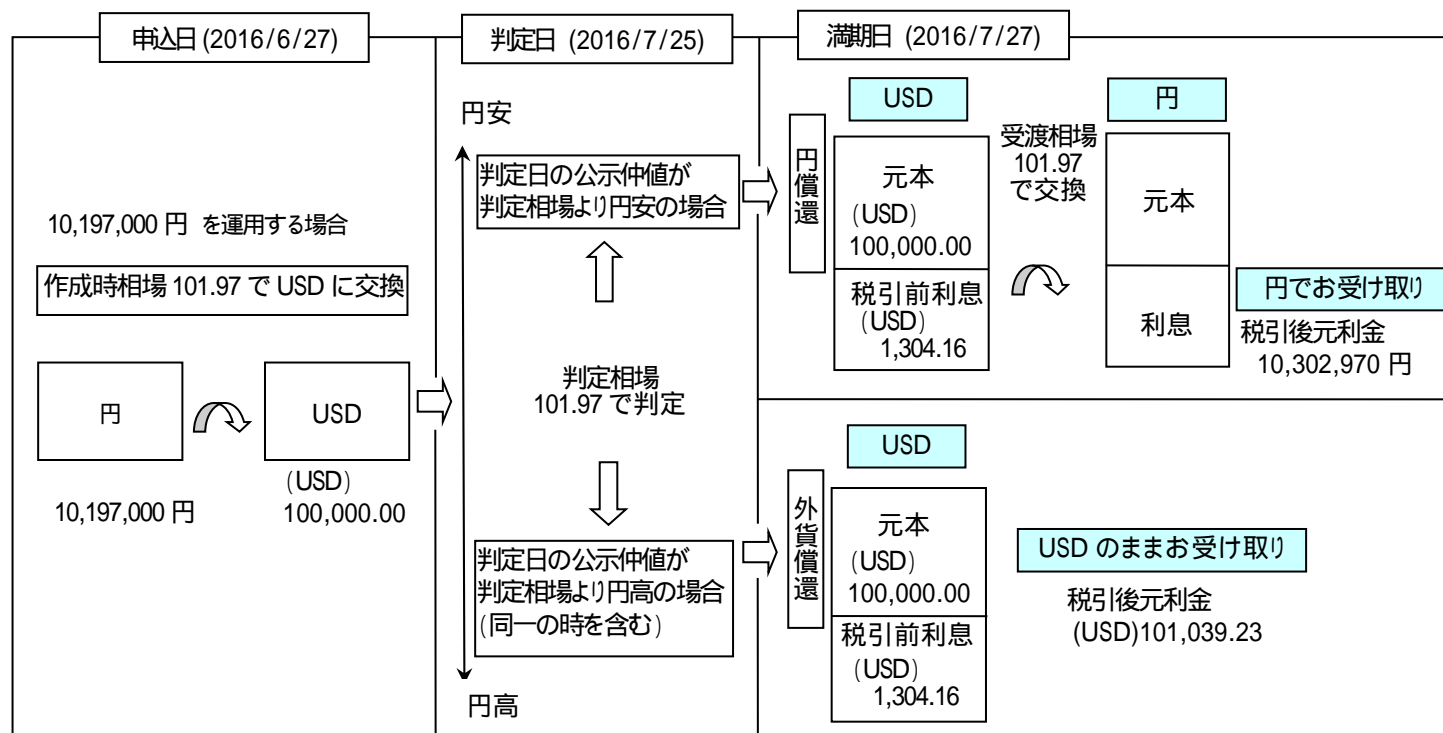 申込日 (2016/6/27)
10,197,000 円 を運用する場合
作成時相場 101.97 で USD に交換
円
USD
10,197,000 円
(USD)
100,000.00
判定日 (2016/7/25)
円安
判定日の公示仲値が
判定相場より円安の場合
判定相場
101.97 で判定
判定日の公示仲値が
判定相場より円高の場合
(同一の時を含む)
円高
満期日 (2016/7/27)
円償還
USD
元本
(USD)
100,000.00
税引前利息
(USD)
1,304.16
受渡相場
101.97
で交換
円
元本
利息
円でお受け取り
税引後元利金
10,302,970 円
外貨償還
USD
元本
(USD)
100,000.00
税引前利息
(USD)
1,304.16
USD のままお受け取り
税引後元利金
(USD)101,039.23